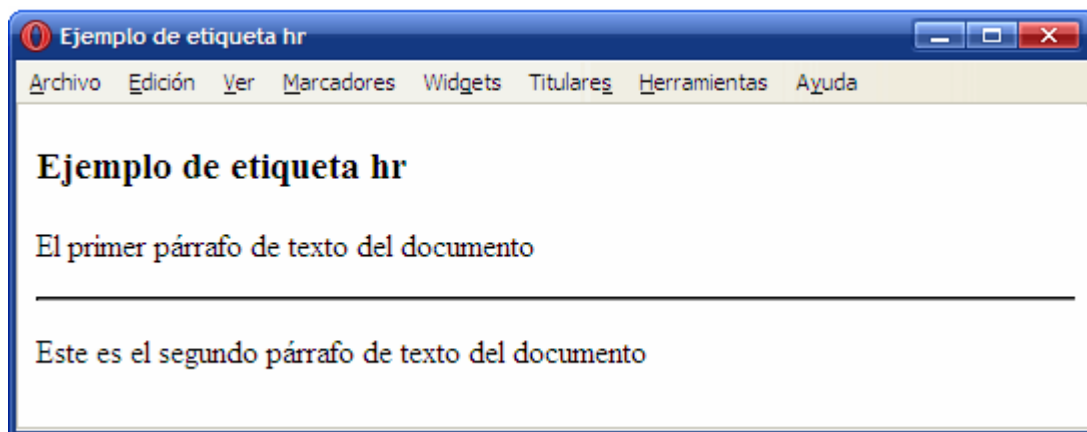 Ejemplo de etiqueta hr
Archivo Edición Ver Marcadores Widgets Titulares Herramientas Ayuda
Ejemplo de etiqueta hr
El primer párrafo de texto del documento
Este es el segundo párrafo de texto del documento